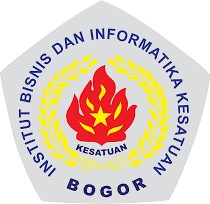 INSTITUT BISNIS DAN INFORMATIKA KESATUAN
KESATUAN
BOGOR